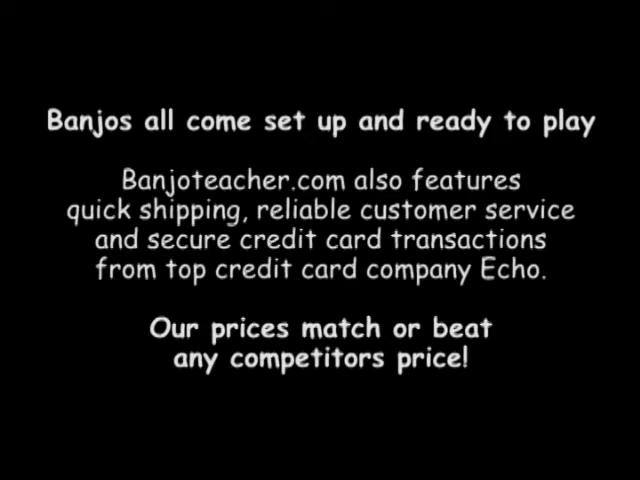 Banjos all come set up and ready to play
Banjoteacher.com also features
quick shipping, reliable customer service
and secure credit card transactions
from top credit card company Echo.
Our prices match or beat
any competitors price!